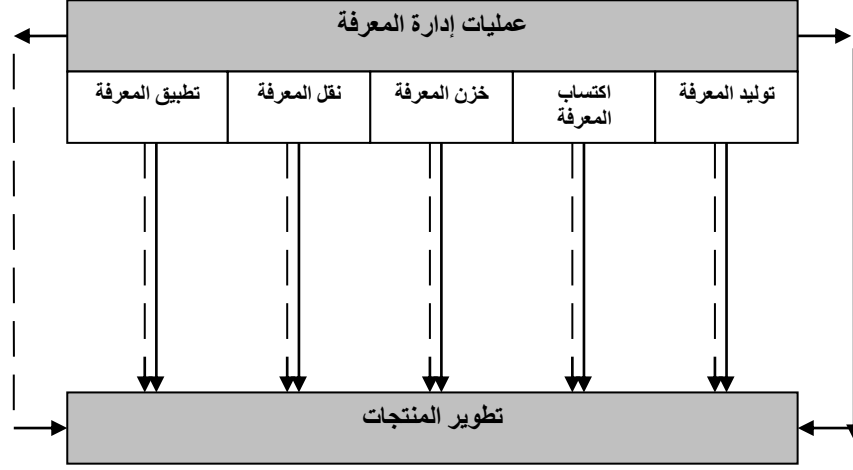 عمليات إدارة المعرفة
توليد المعرفة
اكتساب
المعرفة
خزن المعرفة
نقل المعرفة
تطبيق المعرفة
تطوير المنتجات